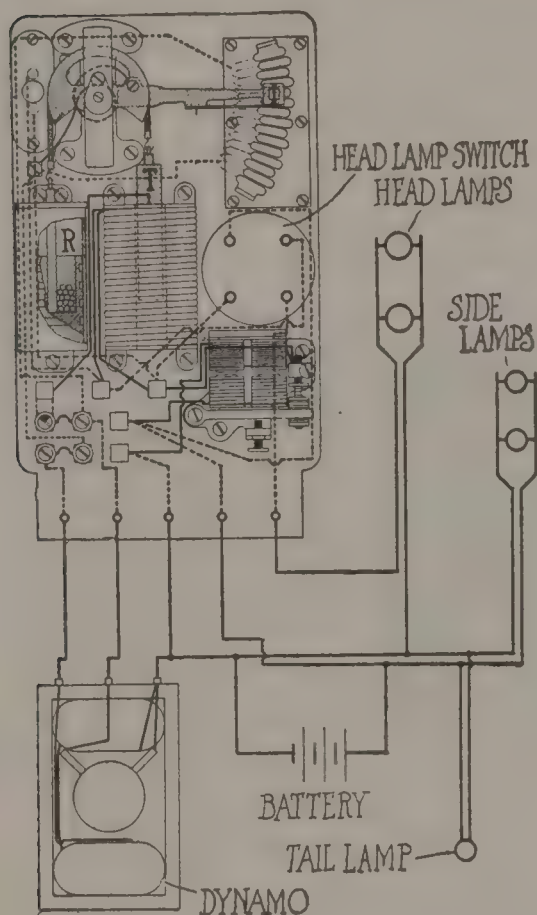 HEAD LAMP SWITCH
HEAD LAMPS
SIDE
LAMPS
T
R
BATTERY
TAIL LAMP
DYNAMO